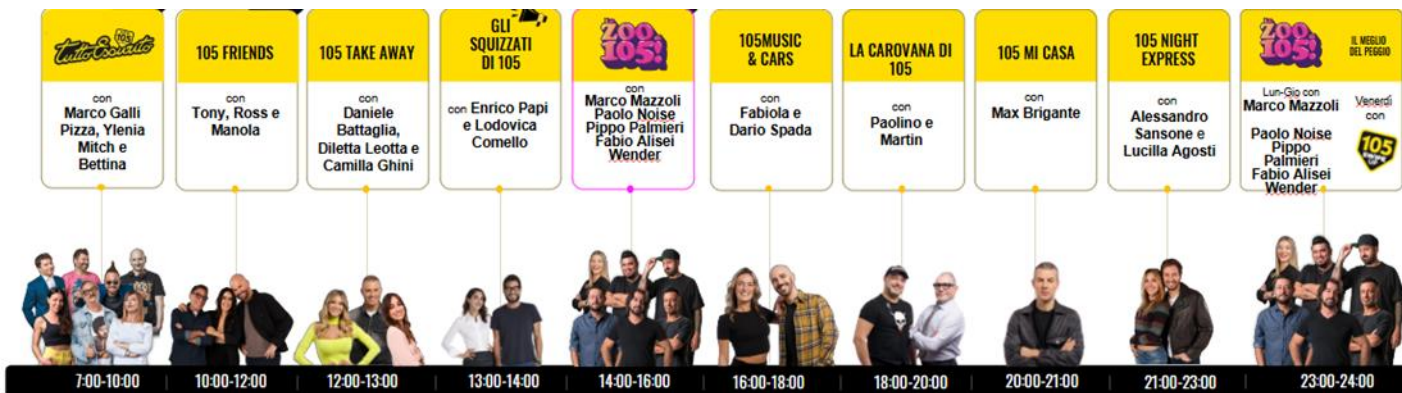 105
Tutto Esaurito
con
Marco Galli
Pizza, Ylenia
Mitch e
Bettina
105 FRIENDS
con
Tony, Ross e
Manola
105 TAKE AWAY
con
Daniele
Battaglia,
Diletta Leotta e
Camilla Ghini
GLI
SQUIZZATI
DI 105
con Enrico Papi
e Lodovica
Comello
LO
ZOO
105!
con
Marco Mazzoli
Paolo Noise
Pippo Palmieri
Fabio Alisei
Wender
105MUSIC
& CARS
con
Fabiola e
Dario Spada
LA CAROVANA DI
105
con
Paolino e
Martin
105 MI CASA
con
Max Brigante
105 NIGHT
EXPRESS
con
Alessandro
Sansone e
Lucilla Agosti
LO
ZOO
105!
IL MEGLIO
DEL PEGGIO
Lun-Gio con
Marco Mazzoli
Paolo Noise
Pippo
Palmieri
Fabio Alisei
Wender
Venerdì
con
105
7:00-10:00
10:00-12:00
12:00-13:00
13:00-14:00
14:00-16:00
16:00-18:00
18:00-20:00
20:00-21:00
21:00-23:00
23:00-24:00